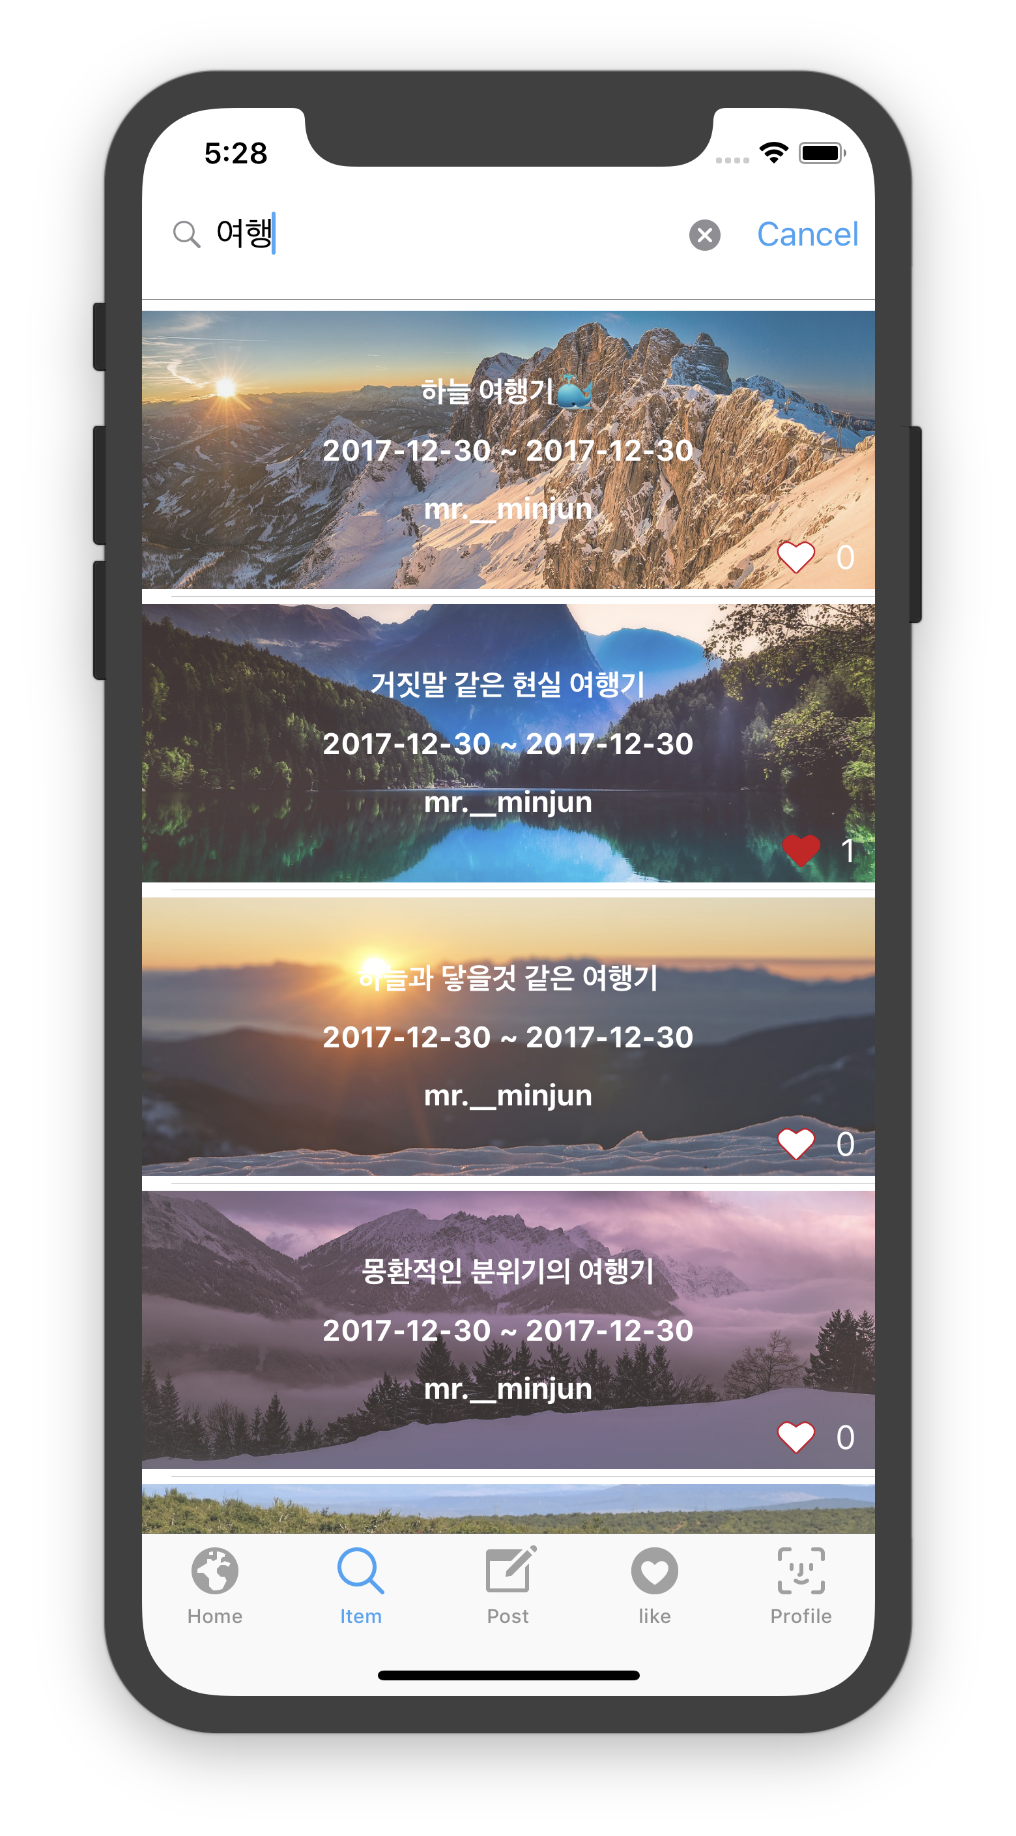 5:28
여행
Cancel
하늘 여행기🐳
2017-12-30 ~ 2017-12-30
mr.__minjun
0
거짓말 같은 현실 여행기
2017-12-30 ~ 2017-12-30
mr.__minjun
1
하늘과 닿을것 같은 여행기
2017-12-30 ~ 2017-12-30
mr.__minjun
0
몽환적인 분위기의 여행기
2017-12-30 ~ 2017-12-30
mr.__minjun
0
Home
Item
Post
like
Profile